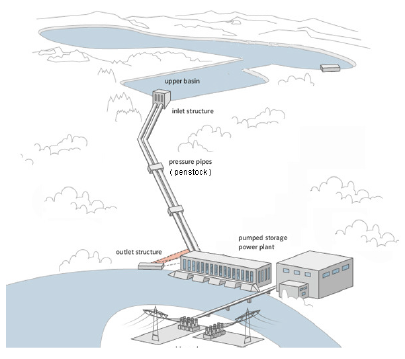 upper basin
inlet structure
pressure pipes
(penstock)
pumped storage
power plant
outlet structure